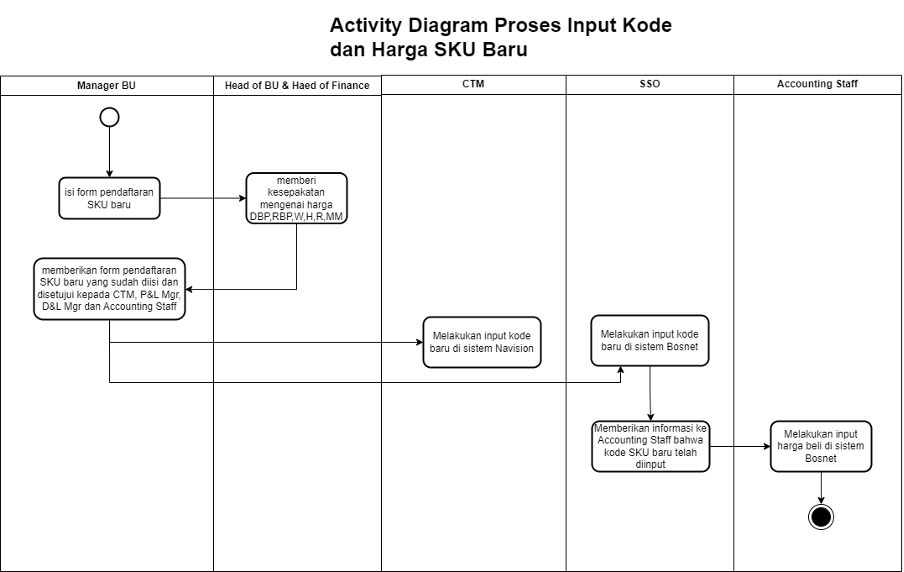 Activity Diagram Proses Input Kode
dan Harga SKU Baru
Manager BU
Head of BU & Haed of Finance
CTM
SSO
Accounting Staff
isi form pendaftaran
SKU baru
memberi
kesepakatan
mengenai harga
DBP,RBP,W,H,R,MM
memberikan form pendaftaran
SKU baru yang sudah diisi dan
disetujui kepada CTM, P&L Mgr,
D&L Mgr dan Accounting Staff
Melakukan input kode
baru di sistem Navision
Melakukan input kode
baru di sistem Bosnet
Memberikan informasi ke
Accounting Staff bahwa
kode SKU baru telah
diinput
Melakukan input
harga beli di sistem
Bosnet